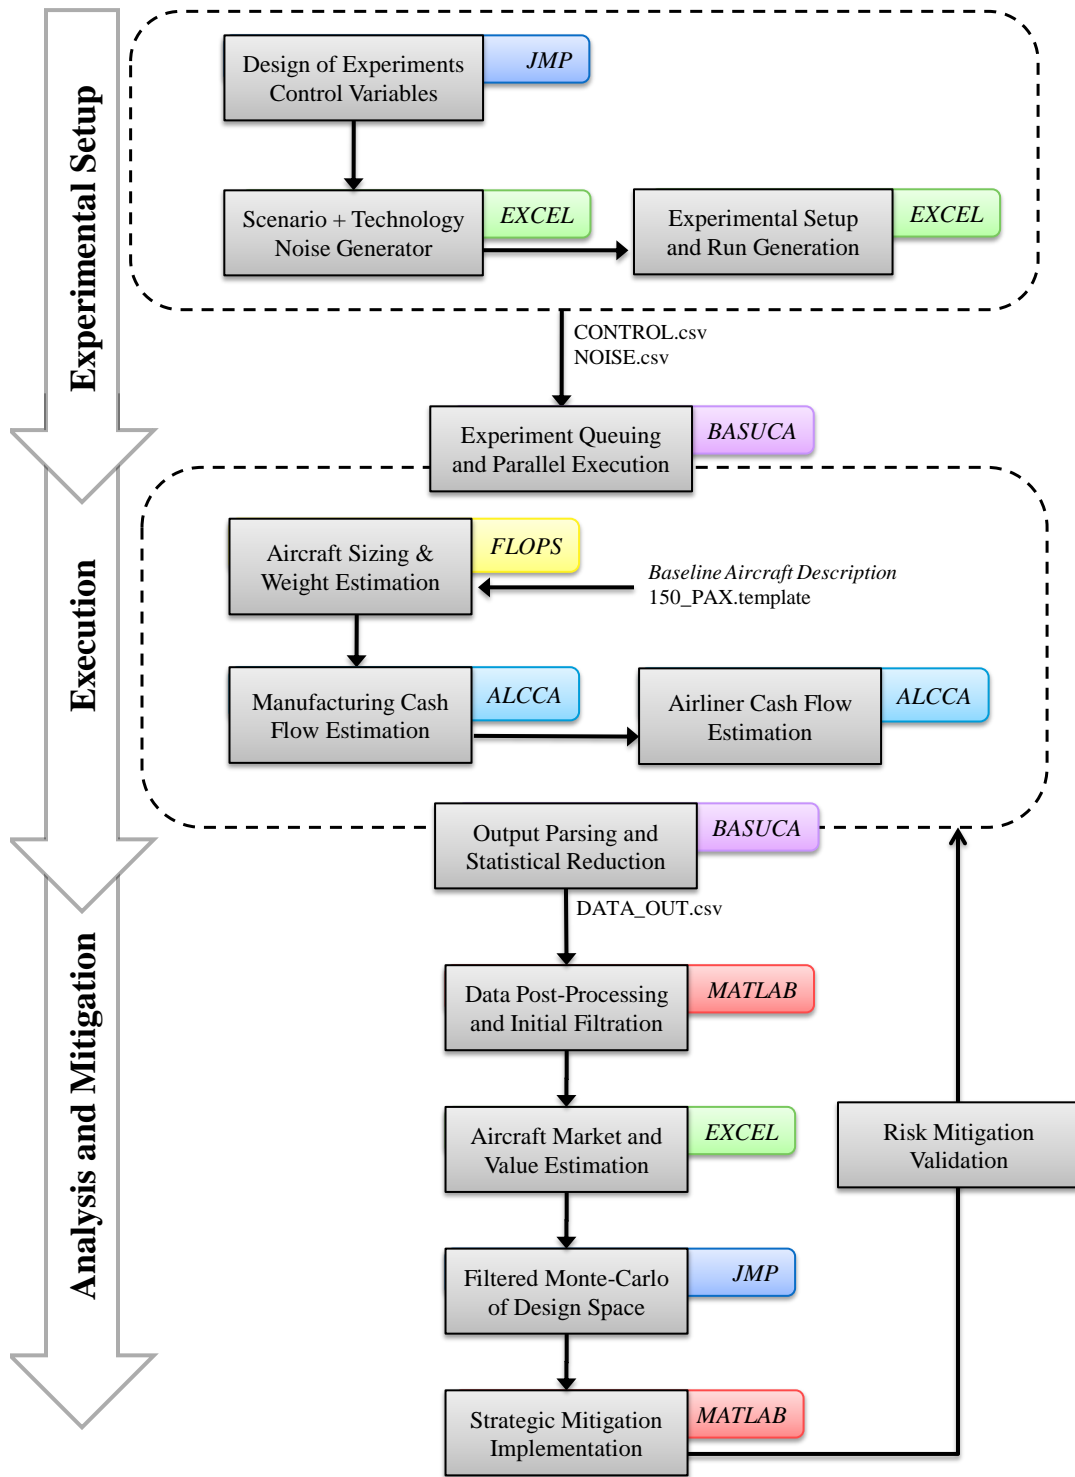 Experimental Setup
Design of Experiments
Control Variables
JMP
Scenario + Technology
Noise Generator
EXCEL
Experimental Setup
and Run Generation
EXCEL
CONTROL.csv
NOISE.csv
Experiment Queuing
and Parallel Execution
BASUCA
Execution
Aircraft Sizing &
Weight Estimation
FLOPS
Baseline Aircraft Description
150_PAX.template
Manufacturing Cash
Flow Estimation
ALCCA
Airliner Cash Flow
Estimation
ALCCA
Output Parsing and
Statistical Reduction
BASUCA
DATA_OUT.csv
Analysis and Mitigation
Data Post-Processing
and Initial Filtration
MATLAB
Aircraft Market and
Value Estimation
EXCEL
Risk Mitigation
Validation
Filtered Monte-Carlo
of Design Space
JMP
Strategic Mitigation
Implementation
MATLAB